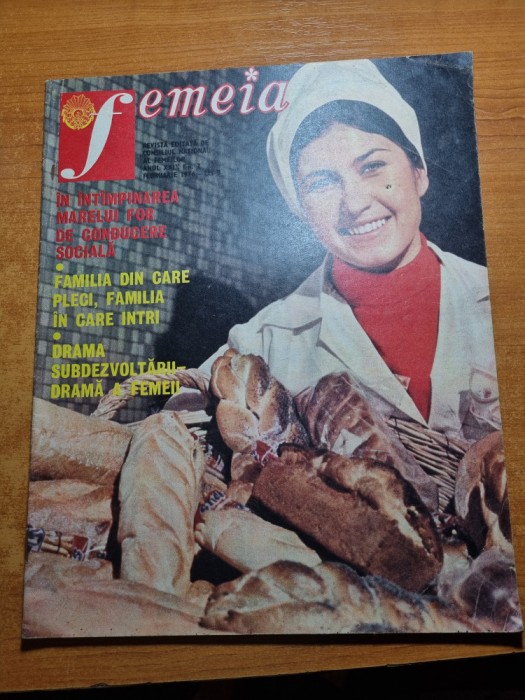 femeia
REVISTĂ EDITATĂ DE
CONSILIUL NAȚIONAL
AL FEMEILOR
FEBRUARIE
ÎN ÎNTÎMPINAREA
MARELUI FOR
DE CONDUCERE
SOCIALĂ
FAMILIA DIN CARE
PLECI, FAMILIA
ÎN CARE INTRI
DRAMA
SUBDEZVOLTĂRII–
DRAMĂ A FEMEII